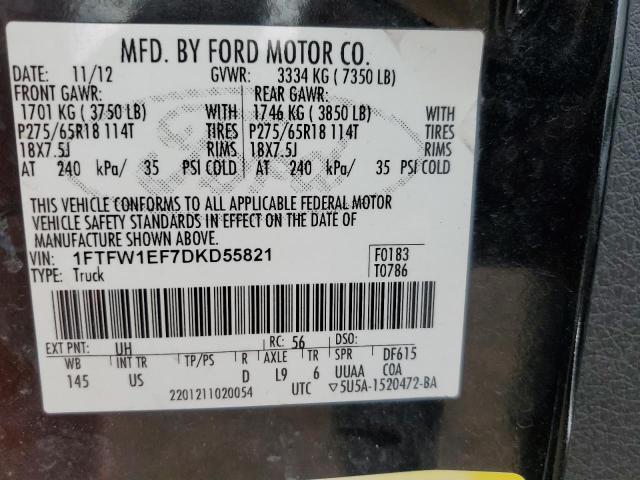 MFD. BY FORD MOTOR CO.
DATE: 11/12 GVWR: 3334 KG ( 7350 LB)
FRONT GAWR: REAR GAWR:
1701 KG ( 3750 LB) WITH 1746 KG ( 3850 LB) WITH
P275/65R18 114T TIRES P275/65R18 114T TIRES
18X7.5J RIMS 18X7.5J RIMS
AT 240 kPa/ 35 PSI COLD AT 240 kPa/ 35 PSI COLD
THIS VEHICLE CONFORMS TO ALL APPLICABLE FEDERAL MOTOR
VEHICLE SAFETY STANDARDS IN EFFECT ON THE DATE OF
MANUFACTURE SHOWN ABOVE.
VIN: 1FTFW1EF7DKD55821 F0183
TYPE: Truck T0786
EXT PNT: UH RC: 56 DSO:
WB INT TR TP/PS R AXLE TR SPR DF615
145 US D L9 6 UUAA COA
2201211020054 UTC ▽5U5A-1520472-BA